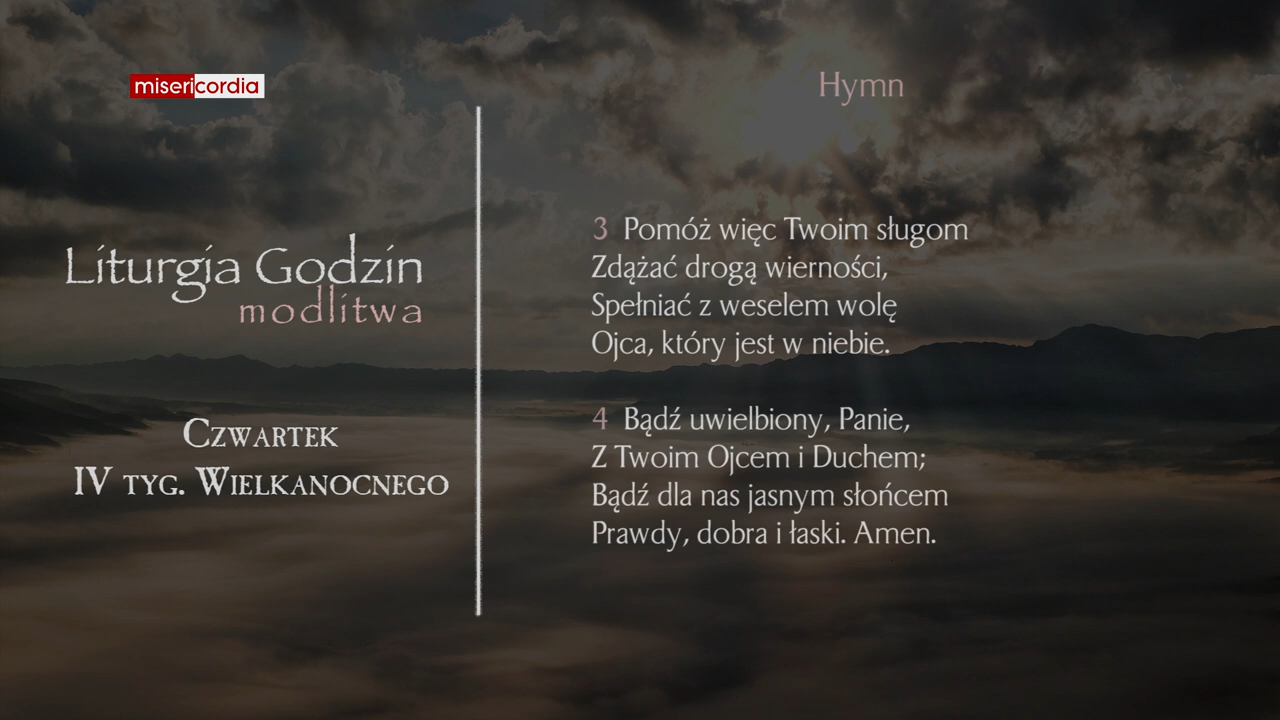 misericordia
Liturgia Godzin
modlitwa
Czwartek
IV tyg. Wielkanocnego
Hymn
3 Pomóż więc Twoim sługom
Zdążać drogą wierności,
Spełniać z weselem wolę
Ojca, który jest w niebie.
4 Bądź uwielbiony, Panie,
Z Twoim Ojcem i Duchem;
Bądź dla nas jasnym słońcem
Prawdy, dobra i łaski. Amen.